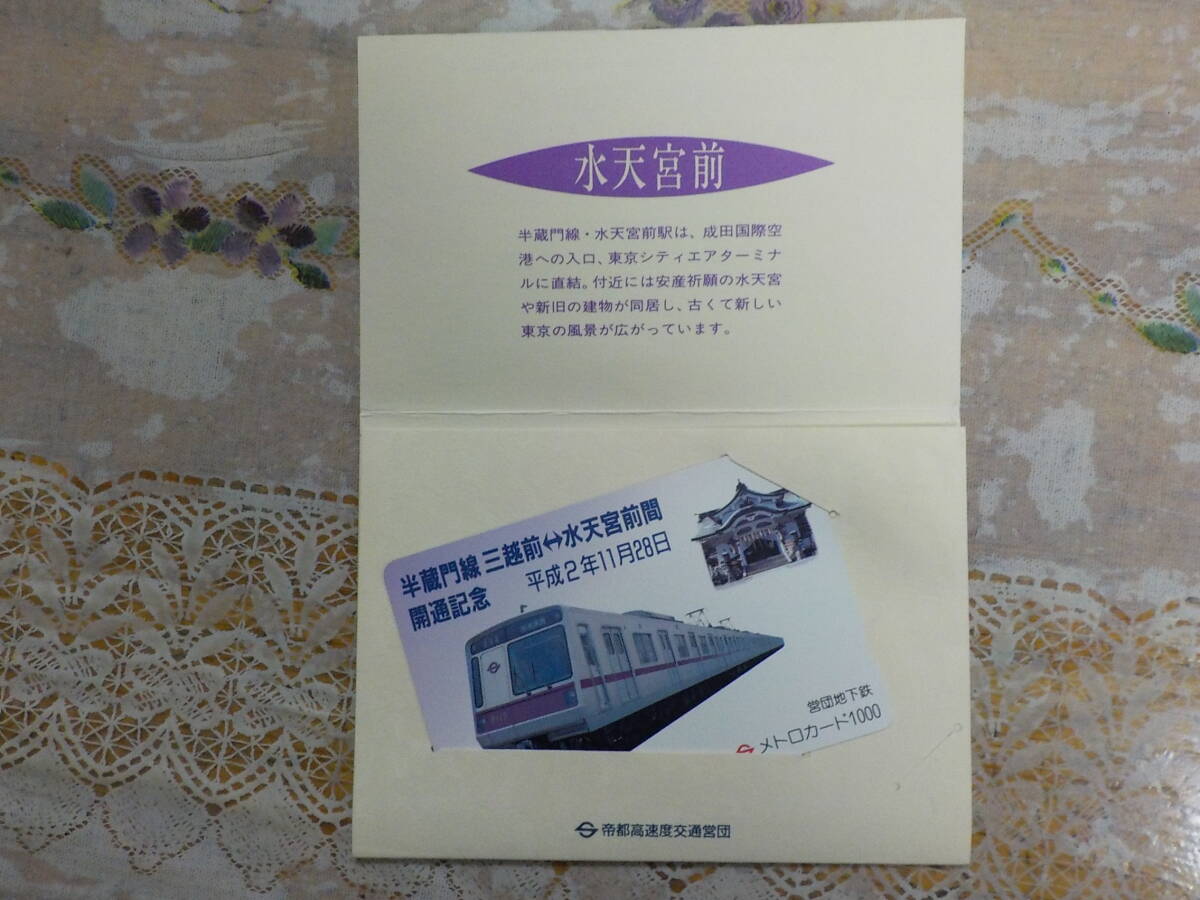 水天宮前
半蔵門線・水天宮前駅は、成田国際空
港への入口、東京シティエアターミナ
ルに直結。付近には安産祈願の水天宮
や新旧の建物が同居し、古くて新しい
東京の風景が広がっています。
半蔵門線 三越前↔水天宮前間
開通記念
平成2年11月28日
営団地下鉄
メトロカード1000
帝都高速度交通営団